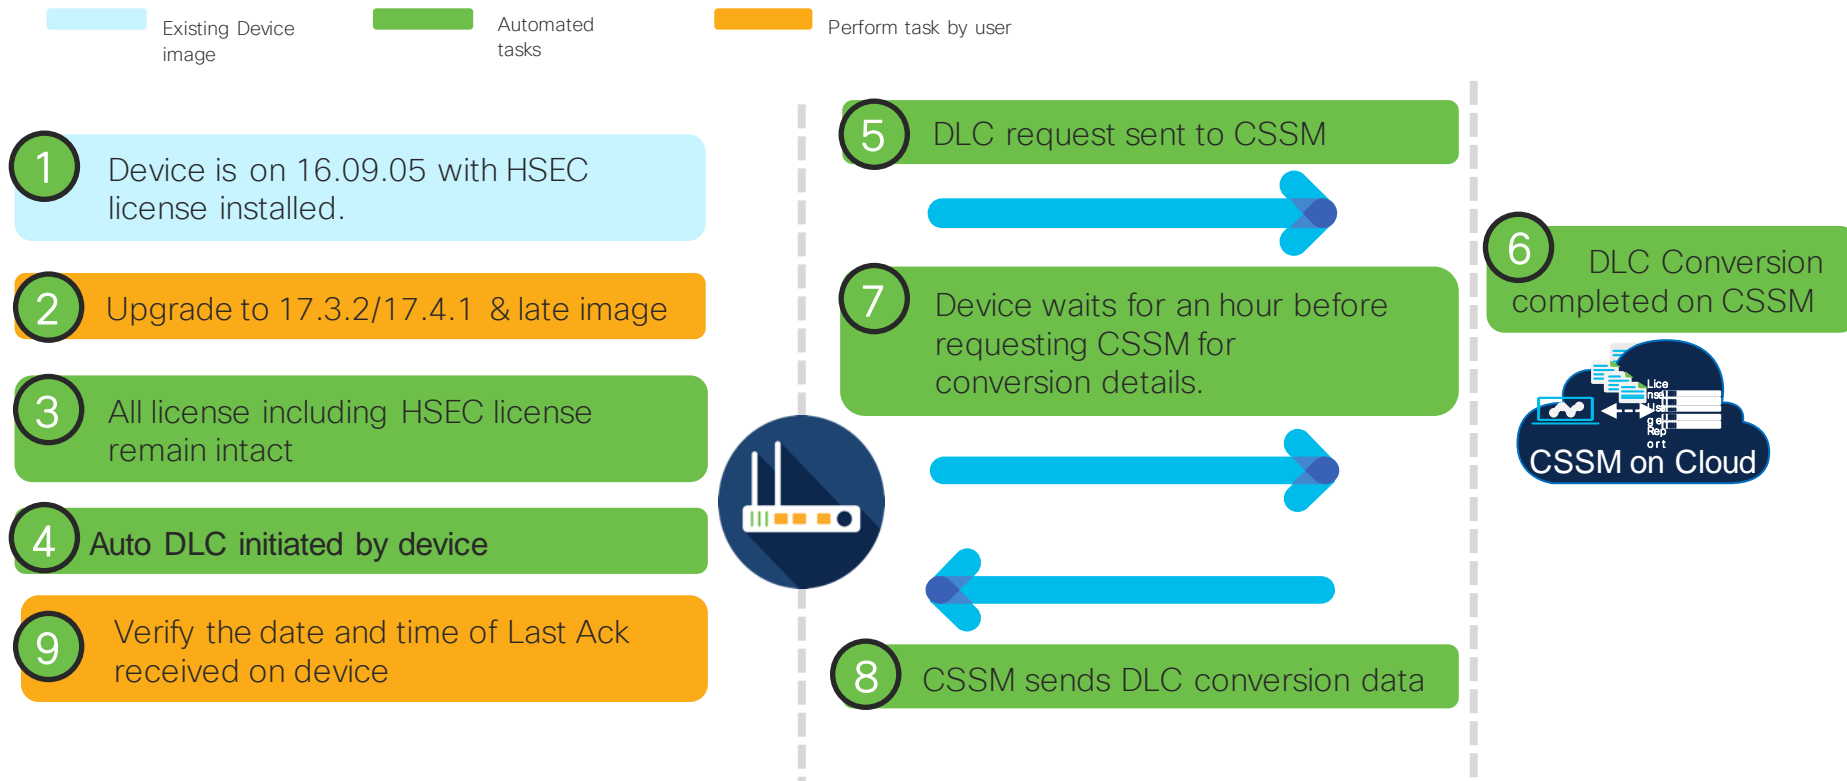 Existing Device
image
Automated
tasks
Perform task by user
1
Device is on 16.09.05 with HSEC
license installed.
2
Upgrade to 17.3.2/17.4.1 & late image
3
All license including HSEC license
remain intact
4
Auto DLC initiated by device
9
Verify the date and time of Last Ack
received on device
5
DLC request sent to CSSM
7
Device waits for an hour before
requesting CSSM for
conversion details.
8
CSSM sends DLC conversion data
6
DLC Conversion
completed on CSSM
Lice
nse
Rep
ort
CSSM on Cloud